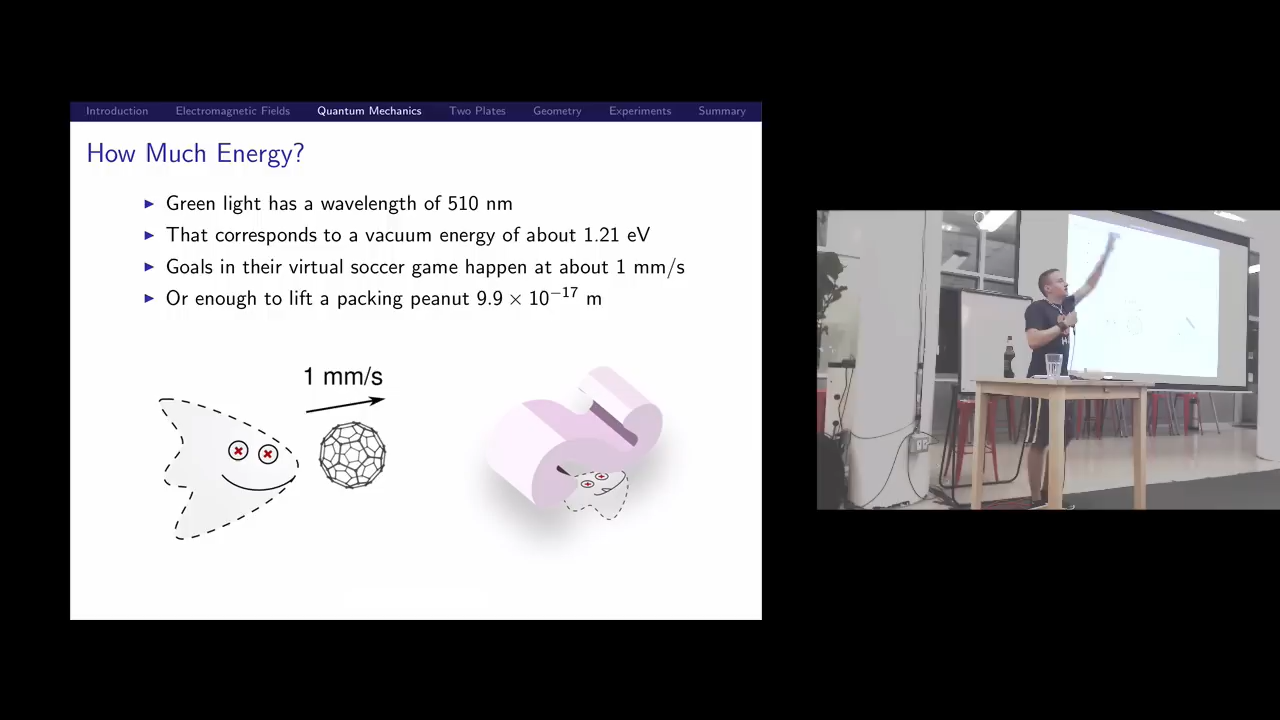 Introduction Electromagnetic Fields Quantum Mechanics Two Plates Geometry Experiments Summary
How Much Energy?
▶ Green light has a wavelength of 510 nm
▶ That corresponds to a vacuum energy of about 1.21 eV
▶ Goals in their virtual soccer game happen at about 1 mm/s
▶ Or enough to lift a packing peanut 9.9 × 10⁻¹⁷ m
1 mm/s